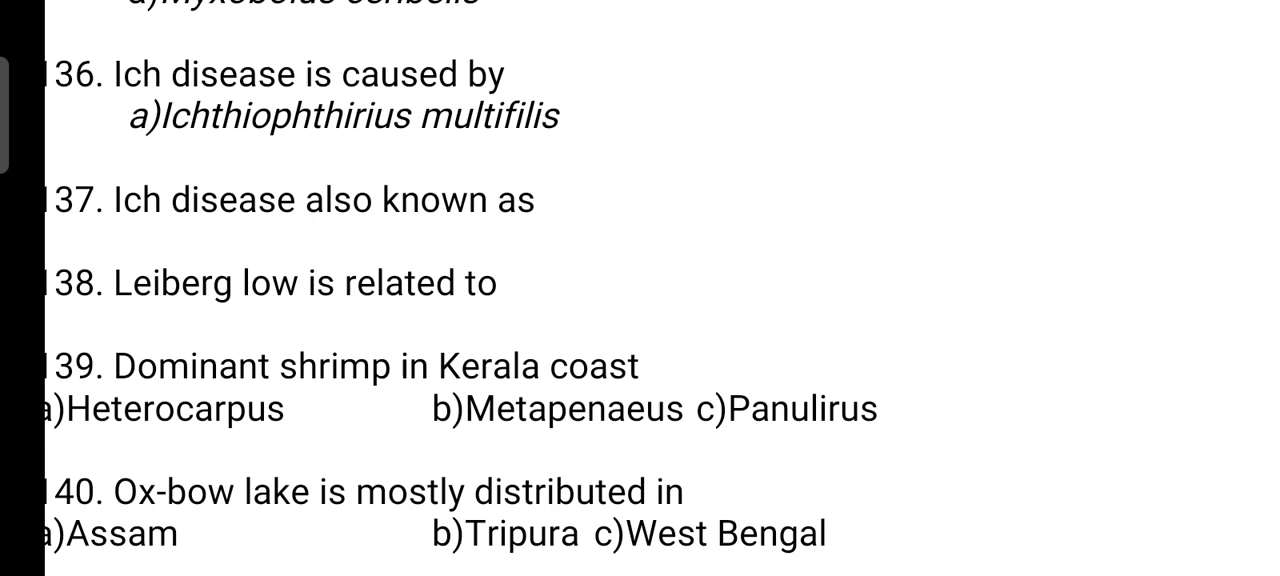 136. Ich disease is caused by
a)Ichthiophthirius multifilis
137. Ich disease also known as
138. Leiberg low is related to
139. Dominant shrimp in Kerala coast
a)Heterocarpus b)Metapenaeus c)Panulirus
140. Ox-bow lake is mostly distributed in
a)Assam b)Tripura c)West Bengal